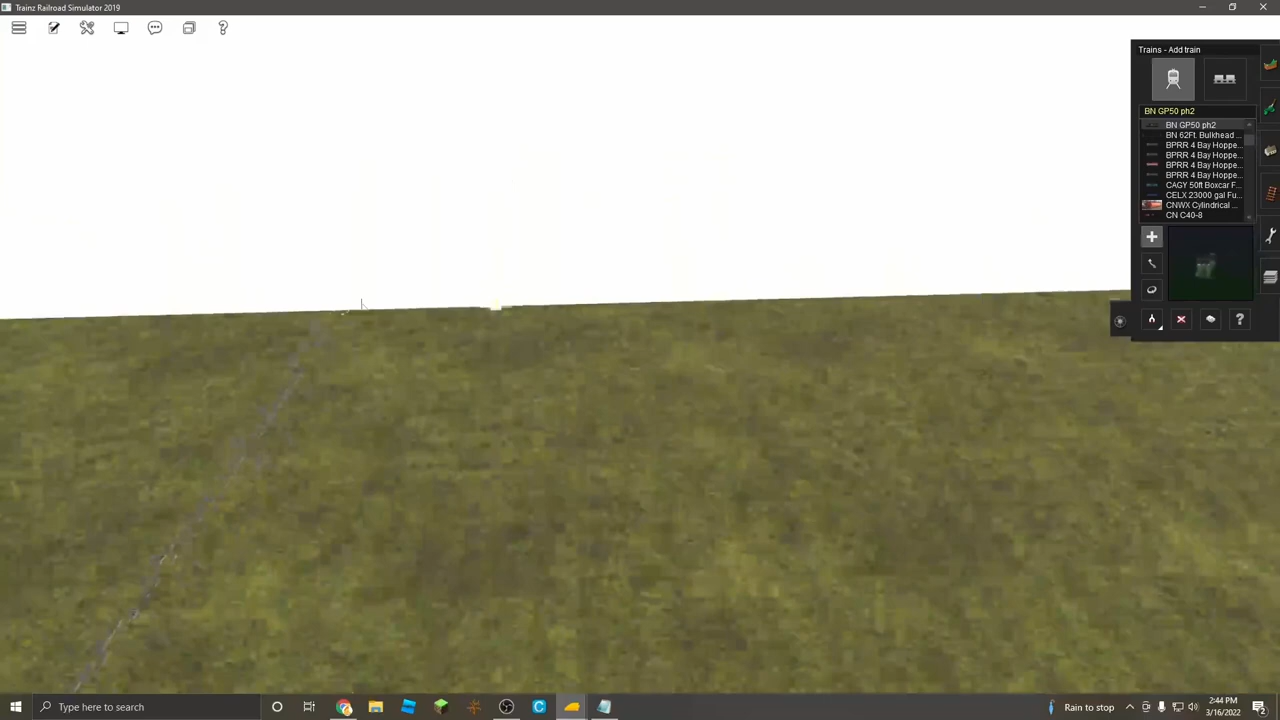 Trainz Railroad Simulator 2019
Trains - Add train
BN GP50 ph2
BN GP50 ph2
BN 62Ft. Bulkhead ...
BPRR 4 Bay Hoppe...
BPRR 4 Bay Hoppe...
BPRR 4 Bay Hoppe...
BPRR 4 Bay Hoppe...
CAGY 50ft Boxcar F...
CELX 23000 gal Fu...
CNWX Cylindrical ...
CN C40-8
Type here to search
Rain to stop
2:44 PM
3/16/2022
2